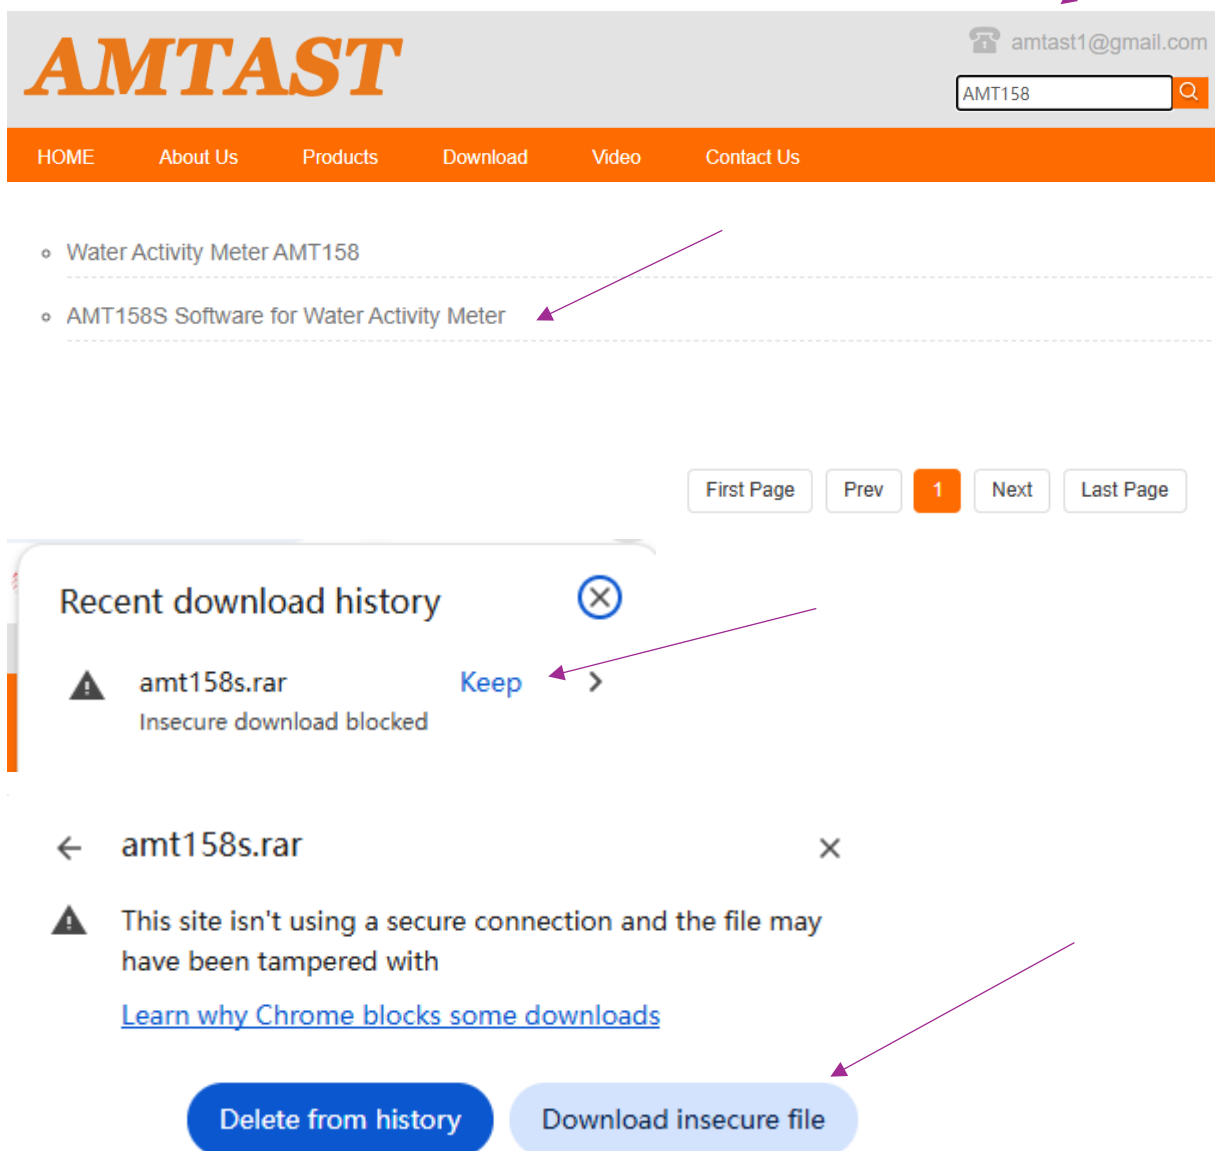 AMTAST
amtast1@gmail.com
AMT158
HOME About Us Products Download Video Contact Us
Water Activity Meter AMT158
AMT158S Software for Water Activity Meter
First Page Prev 1 Next Last Page
Recent download history
amt158s.rar Keep
Insecure download blocked
amt158s.rar
This site isn't using a secure connection and the file may
have been tampered with
Learn why Chrome blocks some downloads
Delete from history Download insecure file